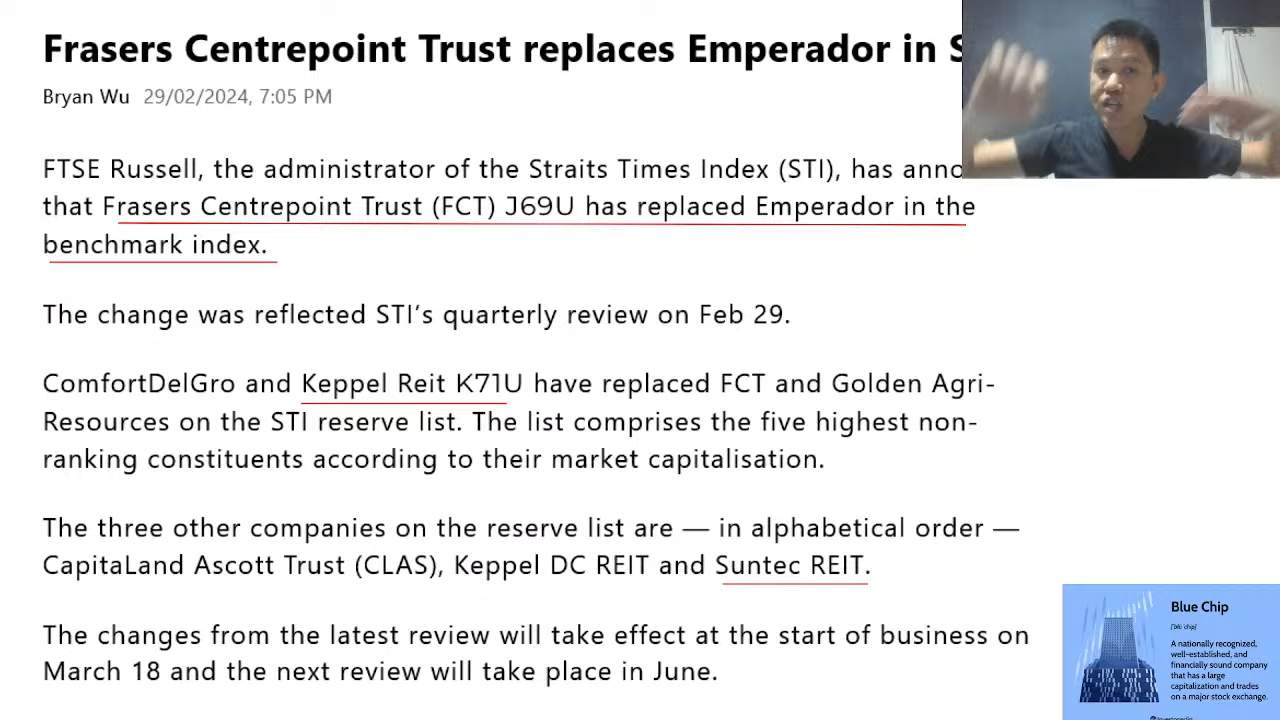 Frasers Centrepoint Trust replaces Emperador in S
Bryan Wu 29/02/2024, 7:05 PM
FTSE Russell, the administrator of the Straits Times Index (STI), has anno
that Frasers Centrepoint Trust (FCT) J69U has replaced Emperador in the
benchmark index.
The change was reflected STI's quarterly review on Feb 29.
ComfortDelGro and Keppel Reit K71U have replaced FCT and Golden Agri-
Resources on the STI reserve list. The list comprises the five highest non-
ranking constituents according to their market capitalisation.
The three other companies on the reserve list are — in alphabetical order —
CapitaLand Ascott Trust (CLAS), Keppel DC REIT and Suntec REIT.
The changes from the latest review will take effect at the start of business on
March 18 and the next review will take place in June.
Blue Chip
[blü 'chip]
A nationally recognized,
well-established, and
financially sound company
that has a large
capitalization and trades
on a major stock exchange.
Investopedia